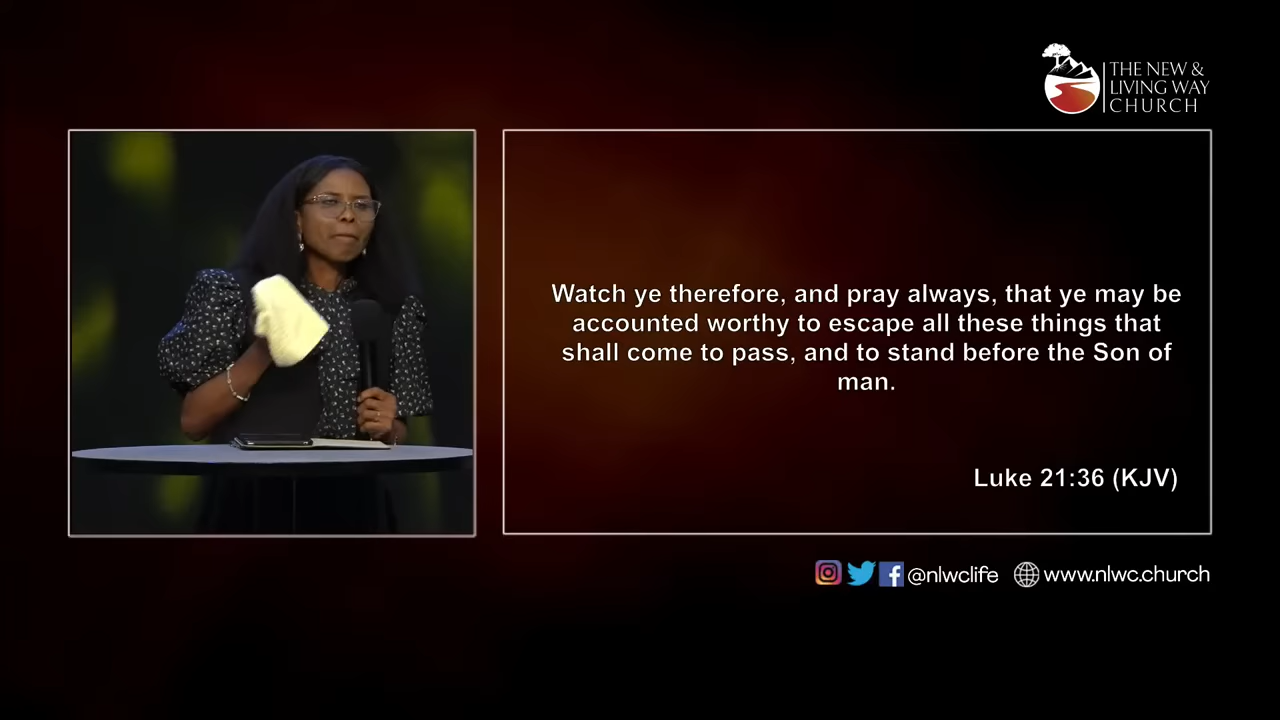 THE NEW &
LIVING WAY
CHURCH
Watch ye therefore, and pray always, that ye may be
accounted worthy to escape all these things that
shall come to pass, and to stand before the Son of
man.
Luke 21:36 (KJV)
@nlwclife www.nlwc.church